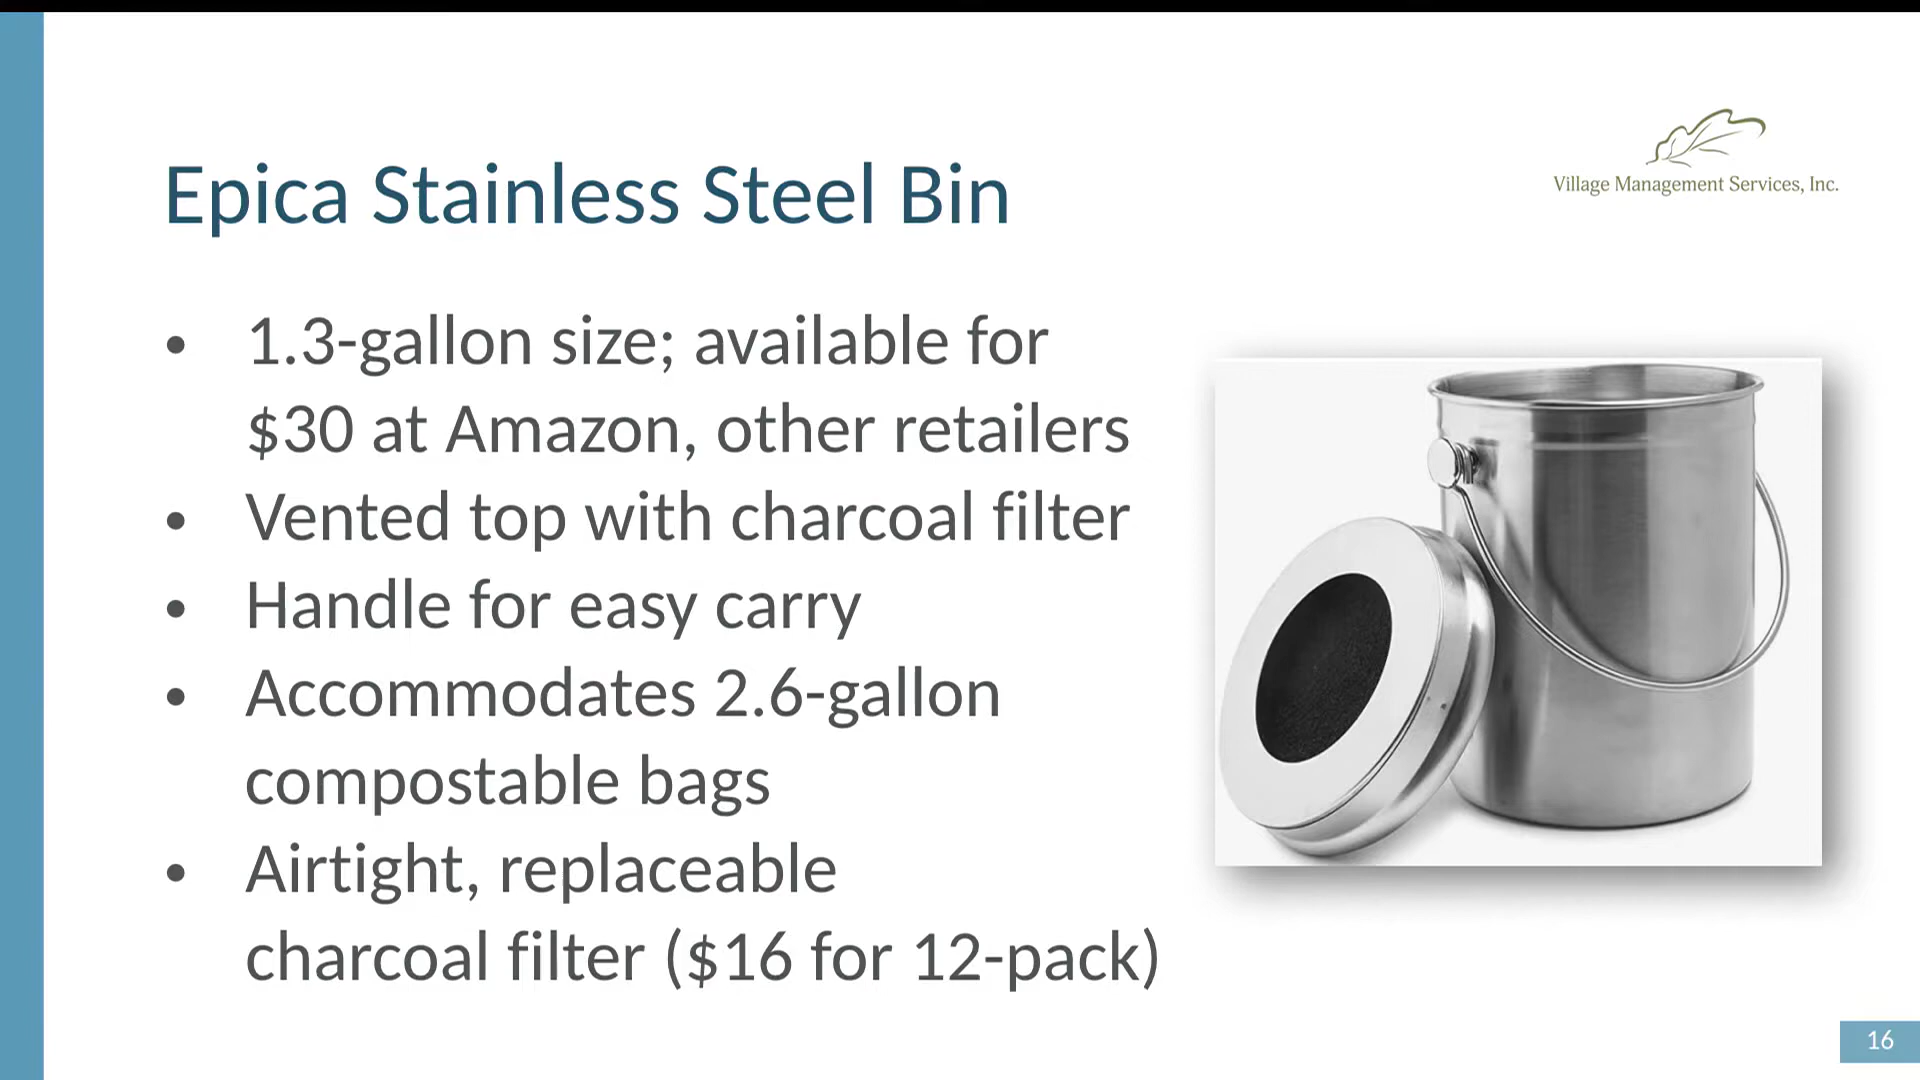 Village Management Services, Inc.
Epica Stainless Steel Bin
• 1.3-gallon size; available for
$30 at Amazon, other retailers
• Vented top with charcoal filter
• Handle for easy carry
• Accommodates 2.6-gallon
compostable bags
• Airtight, replaceable
charcoal filter ($16 for 12-pack)
16